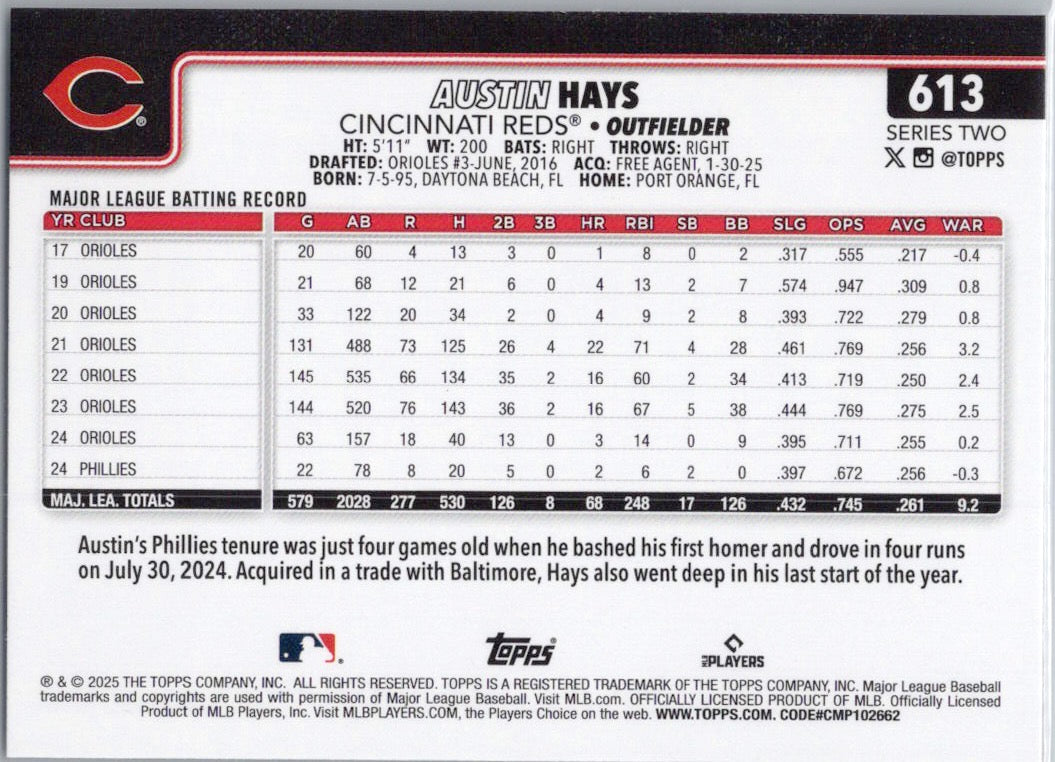 613
AUSTIN HAYS
CINCINNATI REDS® • OUTFIELDER
SERIES TWO
X @TOPPS
HT: 5'11" WT: 200 BATS: RIGHT THROWS: RIGHT
DRAFTED: ORIOLES #3-JUNE, 2016 ACQ: FREE AGENT, 1-30-25
BORN: 7-5-95, DAYTONA BEACH, FL HOME: PORT ORANGE, FL
MAJOR LEAGUE BATTING RECORD
YR CLUB G AB R H 2B 3B HR RBI SB BB SLG OPS AVG WAR
17 ORIOLES 20 60 4 13 3 0 1 8 0 2 .317 .555 .217 -0.4
19 ORIOLES 21 68 12 21 6 0 4 13 2 7 .574 .947 .309 0.8
20 ORIOLES 33 122 20 34 2 0 4 9 2 8 .393 .722 .279 0.8
21 ORIOLES 131 488 73 125 26 4 22 71 4 28 .461 .769 .256 3.2
22 ORIOLES 145 535 66 134 35 2 16 60 2 34 .413 .719 .250 2.4
23 ORIOLES 144 520 76 143 36 2 16 67 5 38 .444 .769 .275 2.5
24 ORIOLES 63 157 18 40 13 0 3 14 0 9 .395 .711 .255 0.2
24 PHILLIES 22 78 8 20 5 0 2 6 2 0 .397 .672 .256 -0.3
MAJ. LEA. TOTALS 579 2028 277 530 126 8 68 248 17 126 .432 .745 .261 9.2
Austin's Phillies tenure was just four games old when he bashed his first homer and drove in four runs
on July 30, 2024. Acquired in a trade with Baltimore, Hays also went deep in his last start of the year.
Topps® MLB PLAYERS
® & © 2025 THE TOPPS COMPANY, INC. ALL RIGHTS RESERVED. TOPPS IS A REGISTERED TRADEMARK OF THE TOPPS COMPANY, INC. Major League Baseball
trademarks and copyrights are used with permission of Major League Baseball. Visit MLB.com. OFFICIALLY LICENSED PRODUCT OF MLB. Officially Licensed
Product of MLB Players, Inc. Visit MLBPLAYERS.COM, the Players Choice on the web. WWW.TOPPS.COM. CODE#CMP102662